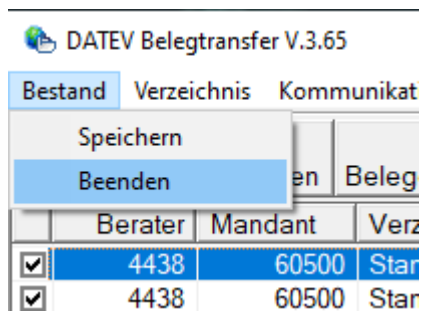 DATEV Belegtransfer V.3.65
Bestand Verzeichnis
Speichern
Beenden
Berater Mandant
4438 60500
4438 60500